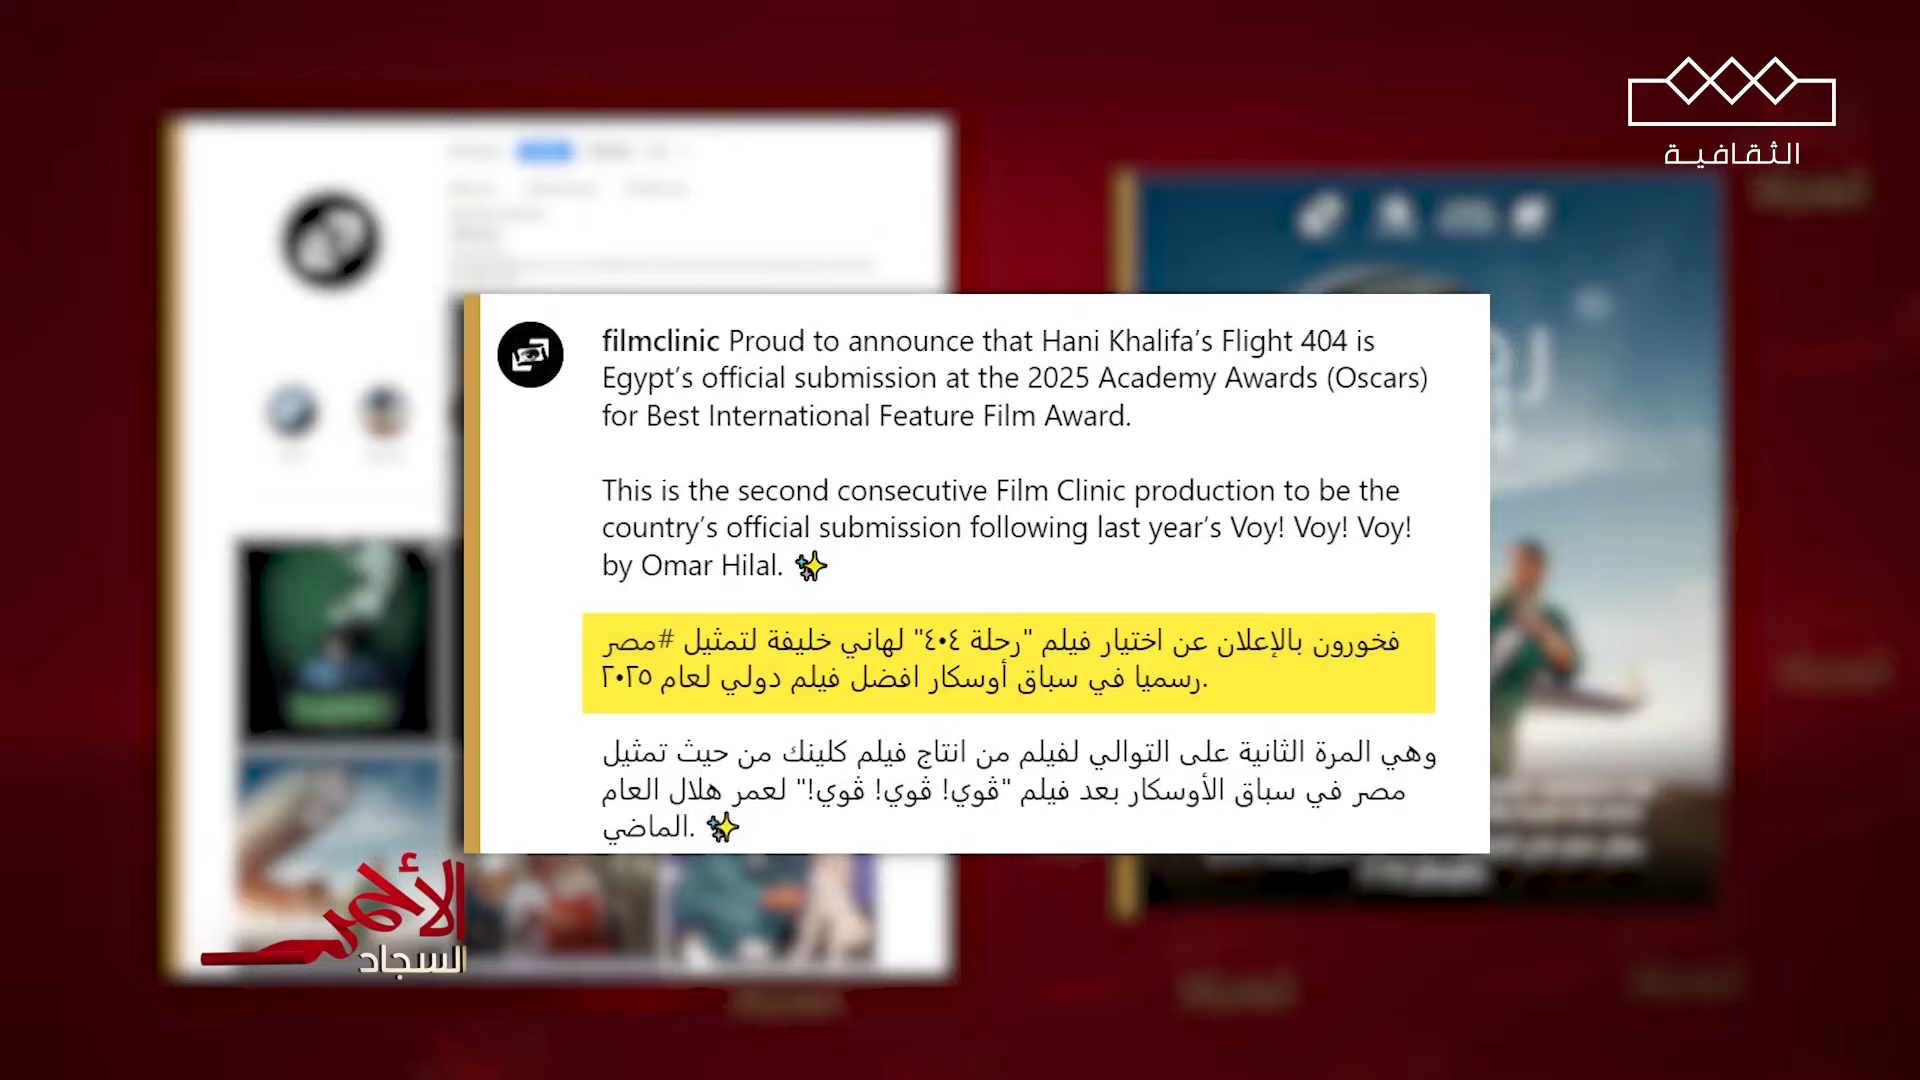 الثقافية
filmclinic Proud to announce that Hani Khalifa’s Flight 404 is
Egypt’s official submission at the 2025 Academy Awards (Oscars)
for Best International Feature Film Award.
This is the second consecutive Film Clinic production to be the
country’s official submission following last year’s Voy! Voy! Voy!
by Omar Hilal. ✨
فخورون بالإعلان عن اختيار فيلم "رحلة ٤٠٤" لهاني خليفة لتمثيل #مصر
رسميا في سباق أوسكار افضل فيلم دولي لعام ٢٠٢٥.
وهي المرة الثانية على التوالي لفيلم من انتاج فيلم كلينك من حيث تمثيل
مصر في سباق الأوسكار بعد فيلم "ڤوي! ڤوي! ڤوي!" لعمر هلال العام
الماضي. ✨
الأحمر
السجاد